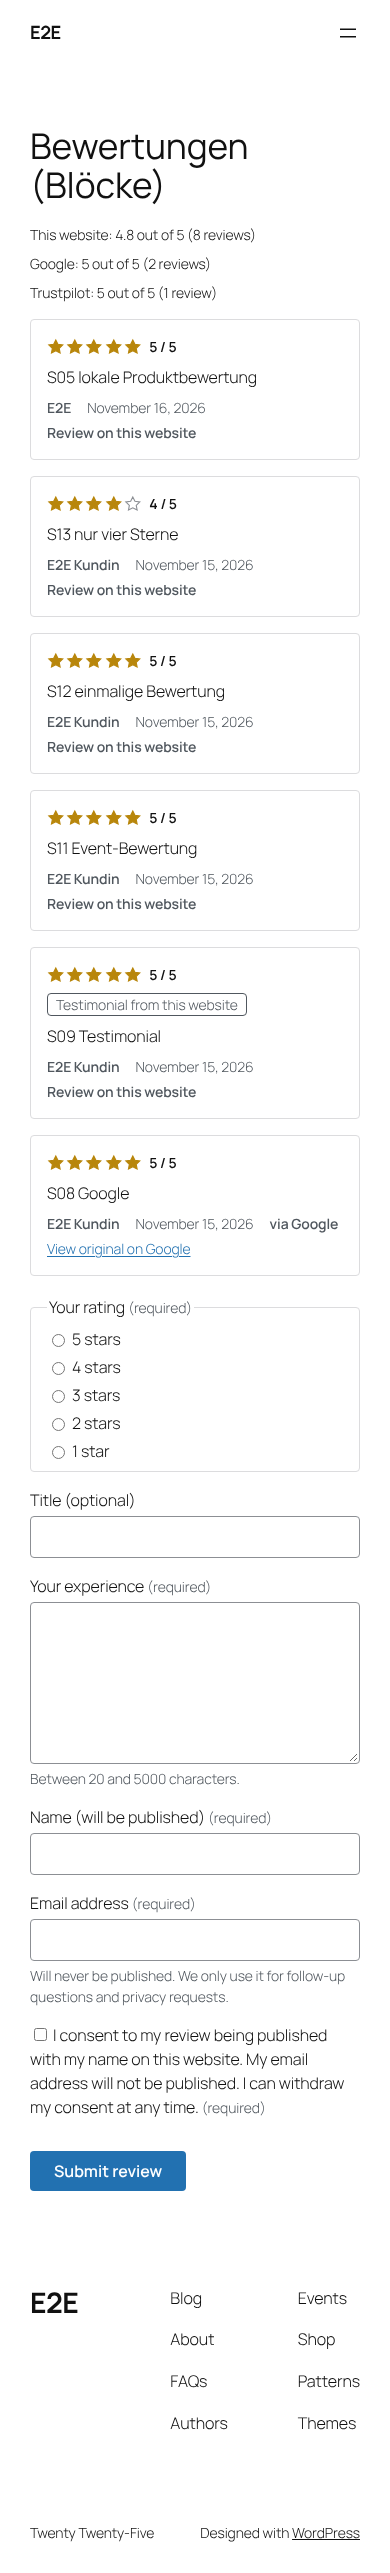 E2E
Bewertungen
(Blöcke)
This website: 4.8 out of 5 (8 reviews)
Google: 5 out of 5 (2 reviews)
Trustpilot: 5 out of 5 (1 review)
5 / 5
S05 lokale Produktbewertung
E2E November 16, 2026
Review on this website
4 / 5
S13 nur vier Sterne
E2E Kundin November 15, 2026
Review on this website
5 / 5
S12 einmalige Bewertung
E2E Kundin November 15, 2026
Review on this website
5 / 5
S11 Event-Bewertung
E2E Kundin November 15, 2026
Review on this website
5 / 5
Testimonial from this website
S09 Testimonial
E2E Kundin November 15, 2026
Review on this website
5 / 5
S08 Google
E2E Kundin November 15, 2026 via Google
View original on Google
Your rating (required)
5 stars
4 stars
3 stars
2 stars
1 star
Title (optional)
Your experience (required)
Between 20 and 5000 characters.
Name (will be published) (required)
Email address (required)
Will never be published. We only use it for follow-up
questions and privacy requests.
I consent to my review being published
with my name on this website. My email
address will not be published. I can withdraw
my consent at any time. (required)
Submit review
E2E
Blog
About
FAQs
Authors
Events
Shop
Patterns
Themes
Twenty Twenty-Five
Designed with WordPress